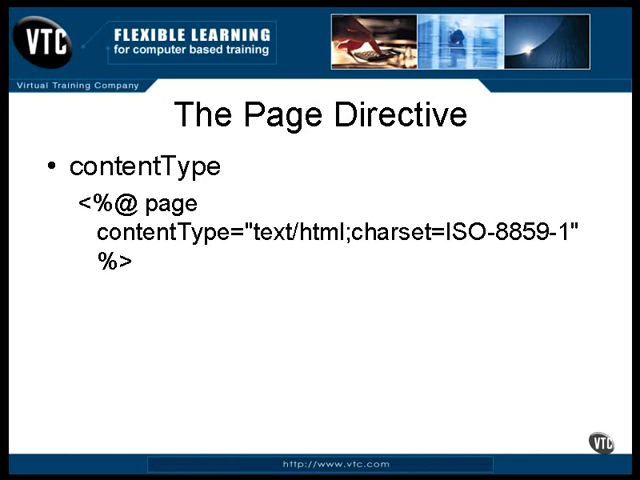 VTC
FLEXIBLE LEARNING
for computer based training
Virtual Training Company
The Page Directive
• contentType
<%@ page
contentType="text/html;charset=ISO-8859-1"
%>
VTC
http://www.vtc.com